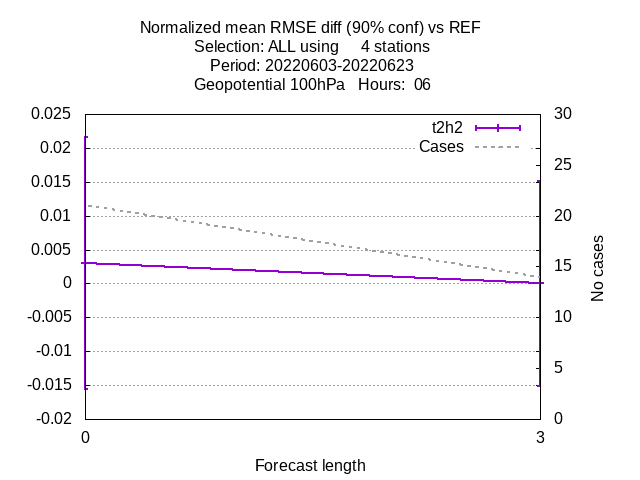 Normalized mean RMSE diff (90% conf) vs REF
Selection: ALL using     4 stations
Period: 20220603-20220623
Geopotential 100hPa   Hours:  06
t2h2
Cases
0.025
0.02
0.015
0.01
0.005
0
-0.005
-0.01
-0.015
-0.02
30
25
20
15
10
5
0
No cases
0
3
Forecast length